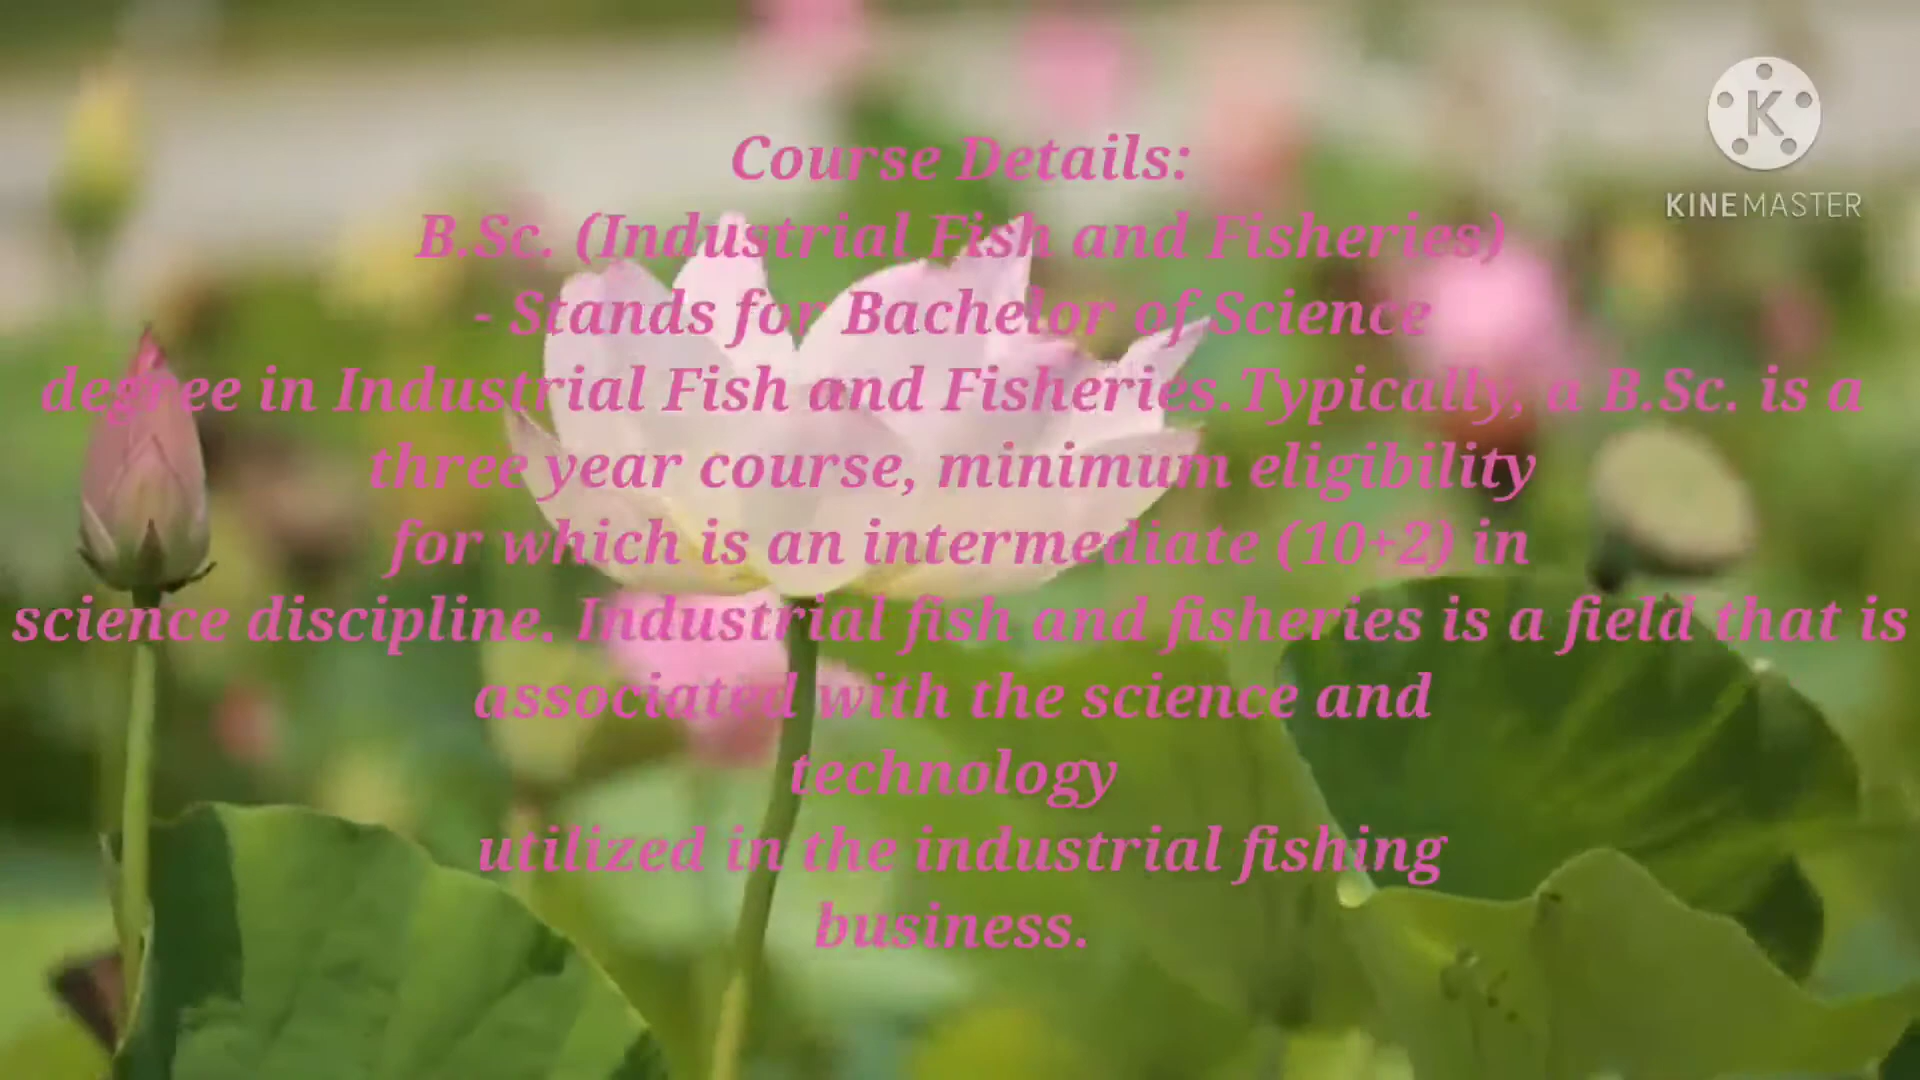 Course Details:
B.Sc. (Industrial Fish and Fisheries)
- Stands for Bachelor of Science
degree in Industrial Fish and Fisheries.Typically, a B.Sc. is a
three year course, minimum eligibility
for which is an intermediate (10+2) in
science discipline. Industrial fish and fisheries is a field that is
associated with the science and
technology
utilized in the industrial fishing
business.
K
KINEMASTER